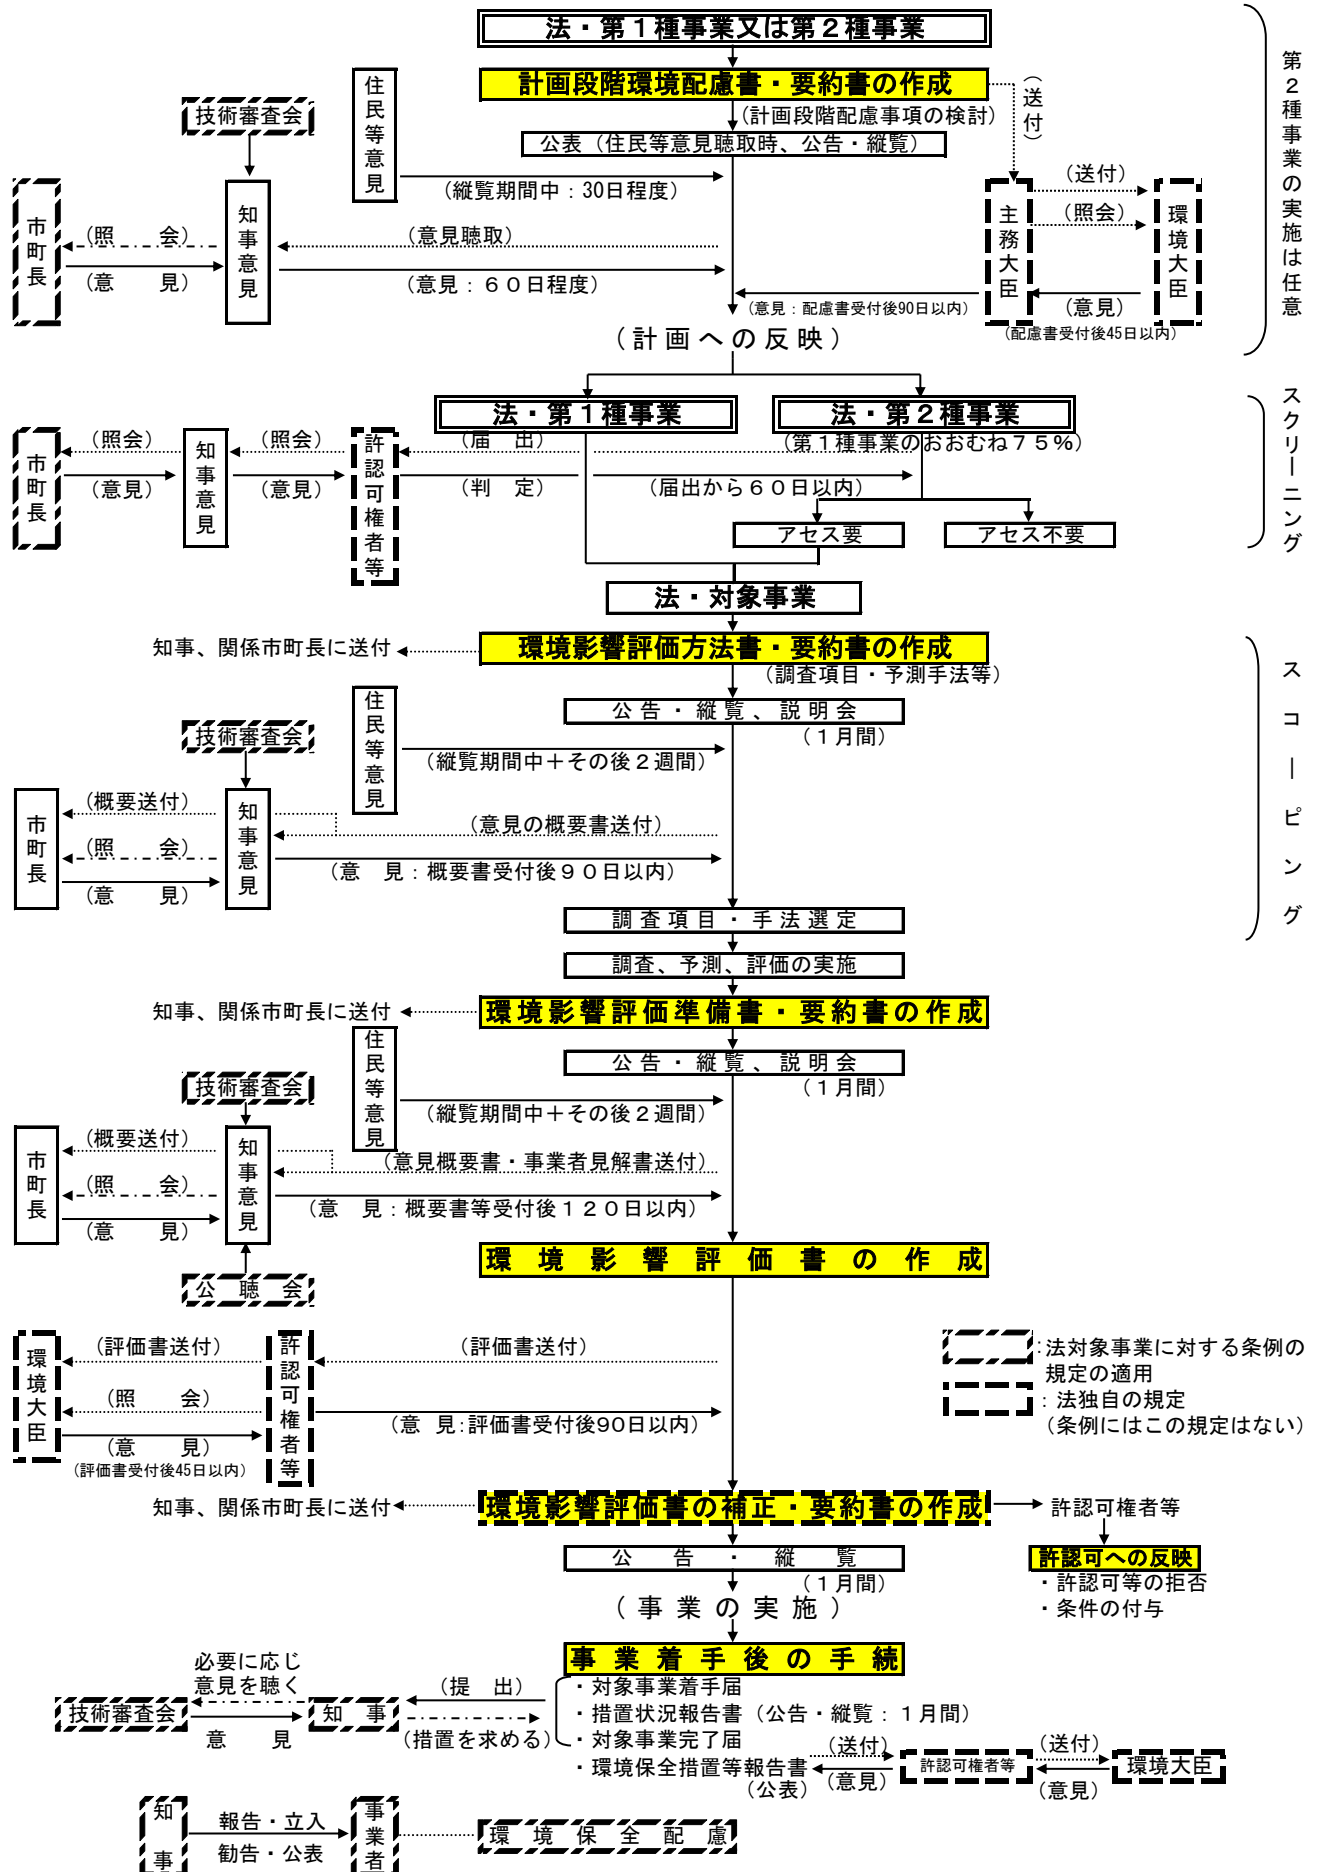 法・第１種事業又は第２種事業
計画段階環境配慮書・要約書の作成
(計画段階配慮事項の検討)
(送付)
公表（住民等意見聴取時、公告・縦覧）
住民等意見
技術審査会
(縦覧期間中：30日程度)
市町長
知事意見
(照　会)
(意　見)
(意見聴取)
(意見：６０日程度)
主務大臣
環境大臣
(送付)
(照会)
(意見)
(意見：配慮書受付後90日以内)
(配慮書受付後45日以内)
第２種事業の実施は任意
(計画への反映)
法・第１種事業
法・第２種事業
(第１種事業のおおむね７５%)
市町長
(照会)
(意見)
知事意見
(照会)
(意見)
許認可権者等
(届　出)
(判　定)
(届出から６０日以内)
アセス要
アセス不要
スクリーニング
法・対象事業
知事、関係市町長に送付
環境影響評価方法書・要約書の作成
(調査項目・予測手法等)
公告・縦覧、説明会
(１月間)
住民等意見
技術審査会
(縦覧期間中＋その後２週間)
市町長
(概要送付)
(照　会)
(意　見)
知事意見
(意見の概要書送付)
(意　見：概要書受付後９０日以内)
調査項目・手法選定
スコーピング
調査、予測、評価の実施
知事、関係市町長に送付
環境影響評価準備書・要約書の作成
公告・縦覧、説明会
(１月間)
住民等意見
技術審査会
(縦覧期間中＋その後２週間)
市町長
(概要送付)
(照　会)
(意　見)
知事意見
(意見概要書・事業者見解書送付)
(意　見：概要書等受付後１２０日以内)
公聴会
環境影響評価書の作成
環境大臣
(評価書送付)
(照　会)
(意　見)
(評価書受付後45日以内)
許認可権者等
(評価書送付)
(意 見:評価書受付後90日以内)
：法対象事業に対する条例の
規定の適用
：法独自の規定
(条例にはこの規定はない)
知事、関係市町長に送付
環境影響評価書の補正・要約書の作成
許認可権者等
許認可への反映
・許認可等の拒否
・条件の付与
公　告　・　縦　覧
(１月間)
(事業の実施)
事業着手後の手続
・対象事業着手届
・措置状況報告書（公告・縦覧：１月間）
・対象事業完了届
・環境保全措置等報告書
(公表)
技術審査会
必要に応じ
意見を聴く
意　見
知　事
(提　出)
(措置を求める)
(送付)
(意見)
許認可権者等
(送付)
(意見)
環境大臣
知　事
報告・立入
勧告・公表
事業者
環境保全配慮